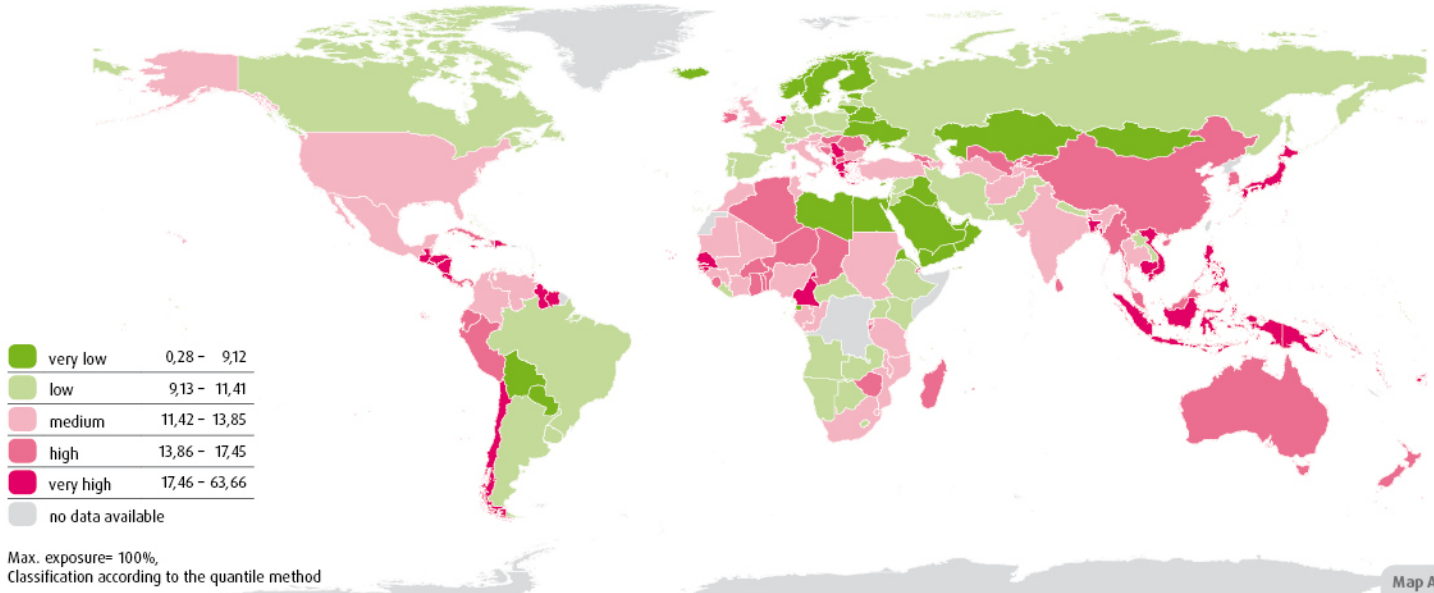 very low 0,28 – 9,12
low 9,13 – 11,41
medium 11,42 – 13,85
high 13,86 – 17,45
very high 17,46 – 63,66
no data available
Max. exposure= 100%,
Classification according to the quantile method
Map A